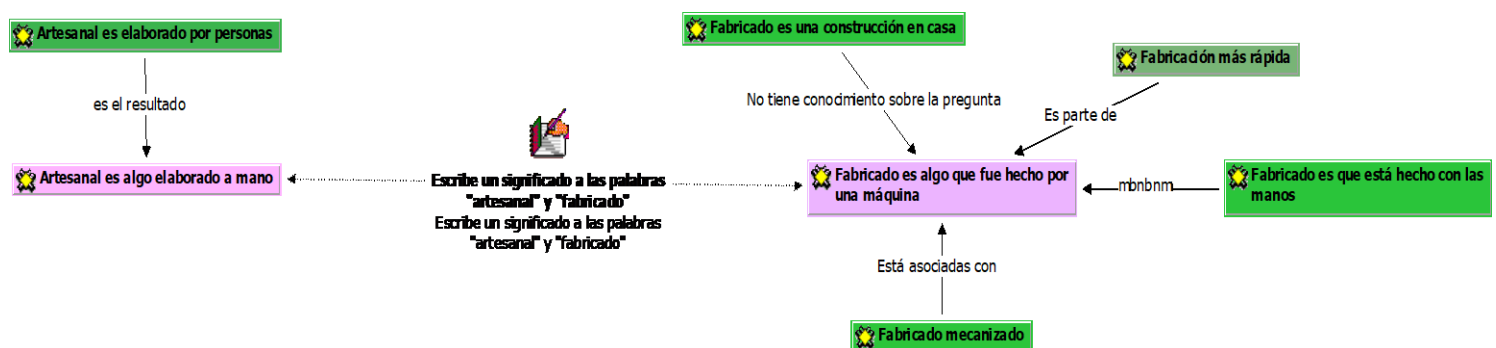 Artesanal es elaborado por personas
Fabricado es una construcción en casa
Fabricación más rápida
es el resultado
No tiene conocimiento sobre la pregunta
Es parte de
Artesanal es algo elaborado a mano
Escribe un significado a las palabras
"artesanal" y "fabricado"
Escribe un significado a las palabras
"artesanal" y "fabricado"
Fabricado es algo que fue hecho por
una máquina
mbnbnm
Fabricado es que está hecho con las
manos
Está asociadas con
Fabricado mecanizado